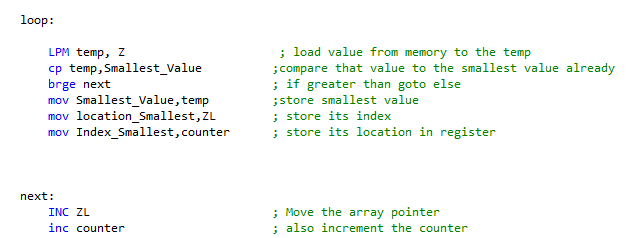 loop:
LPM temp, Z ; load value from memory to the temp
cp temp,Smallest_Value ;compare that value to the smallest value already
brge next ; if greater than goto else
mov Smallest_Value,temp ;store smallest value
mov location_Smallest,ZL ; store its index
mov Index_Smallest,counter ; store its location in register
next:
INC ZL ; Move the array pointer
inc counter ; also increment the counter